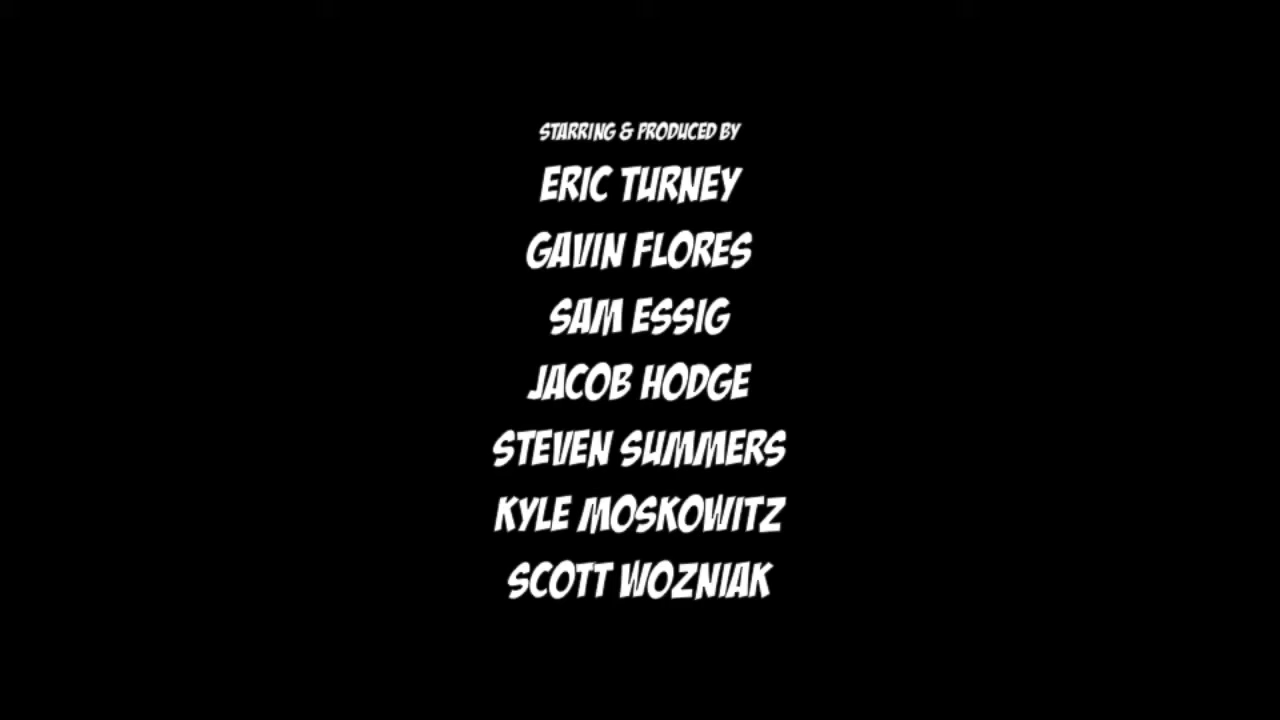 STARRING & PRODUCED BY
ERIC TURNEY
GAVIN FLORES
SAM ESSIG
JACOB HODGE
STEVEN SUMMERS
KYLE MOSKOWITZ
SCOTT WOZNIAK